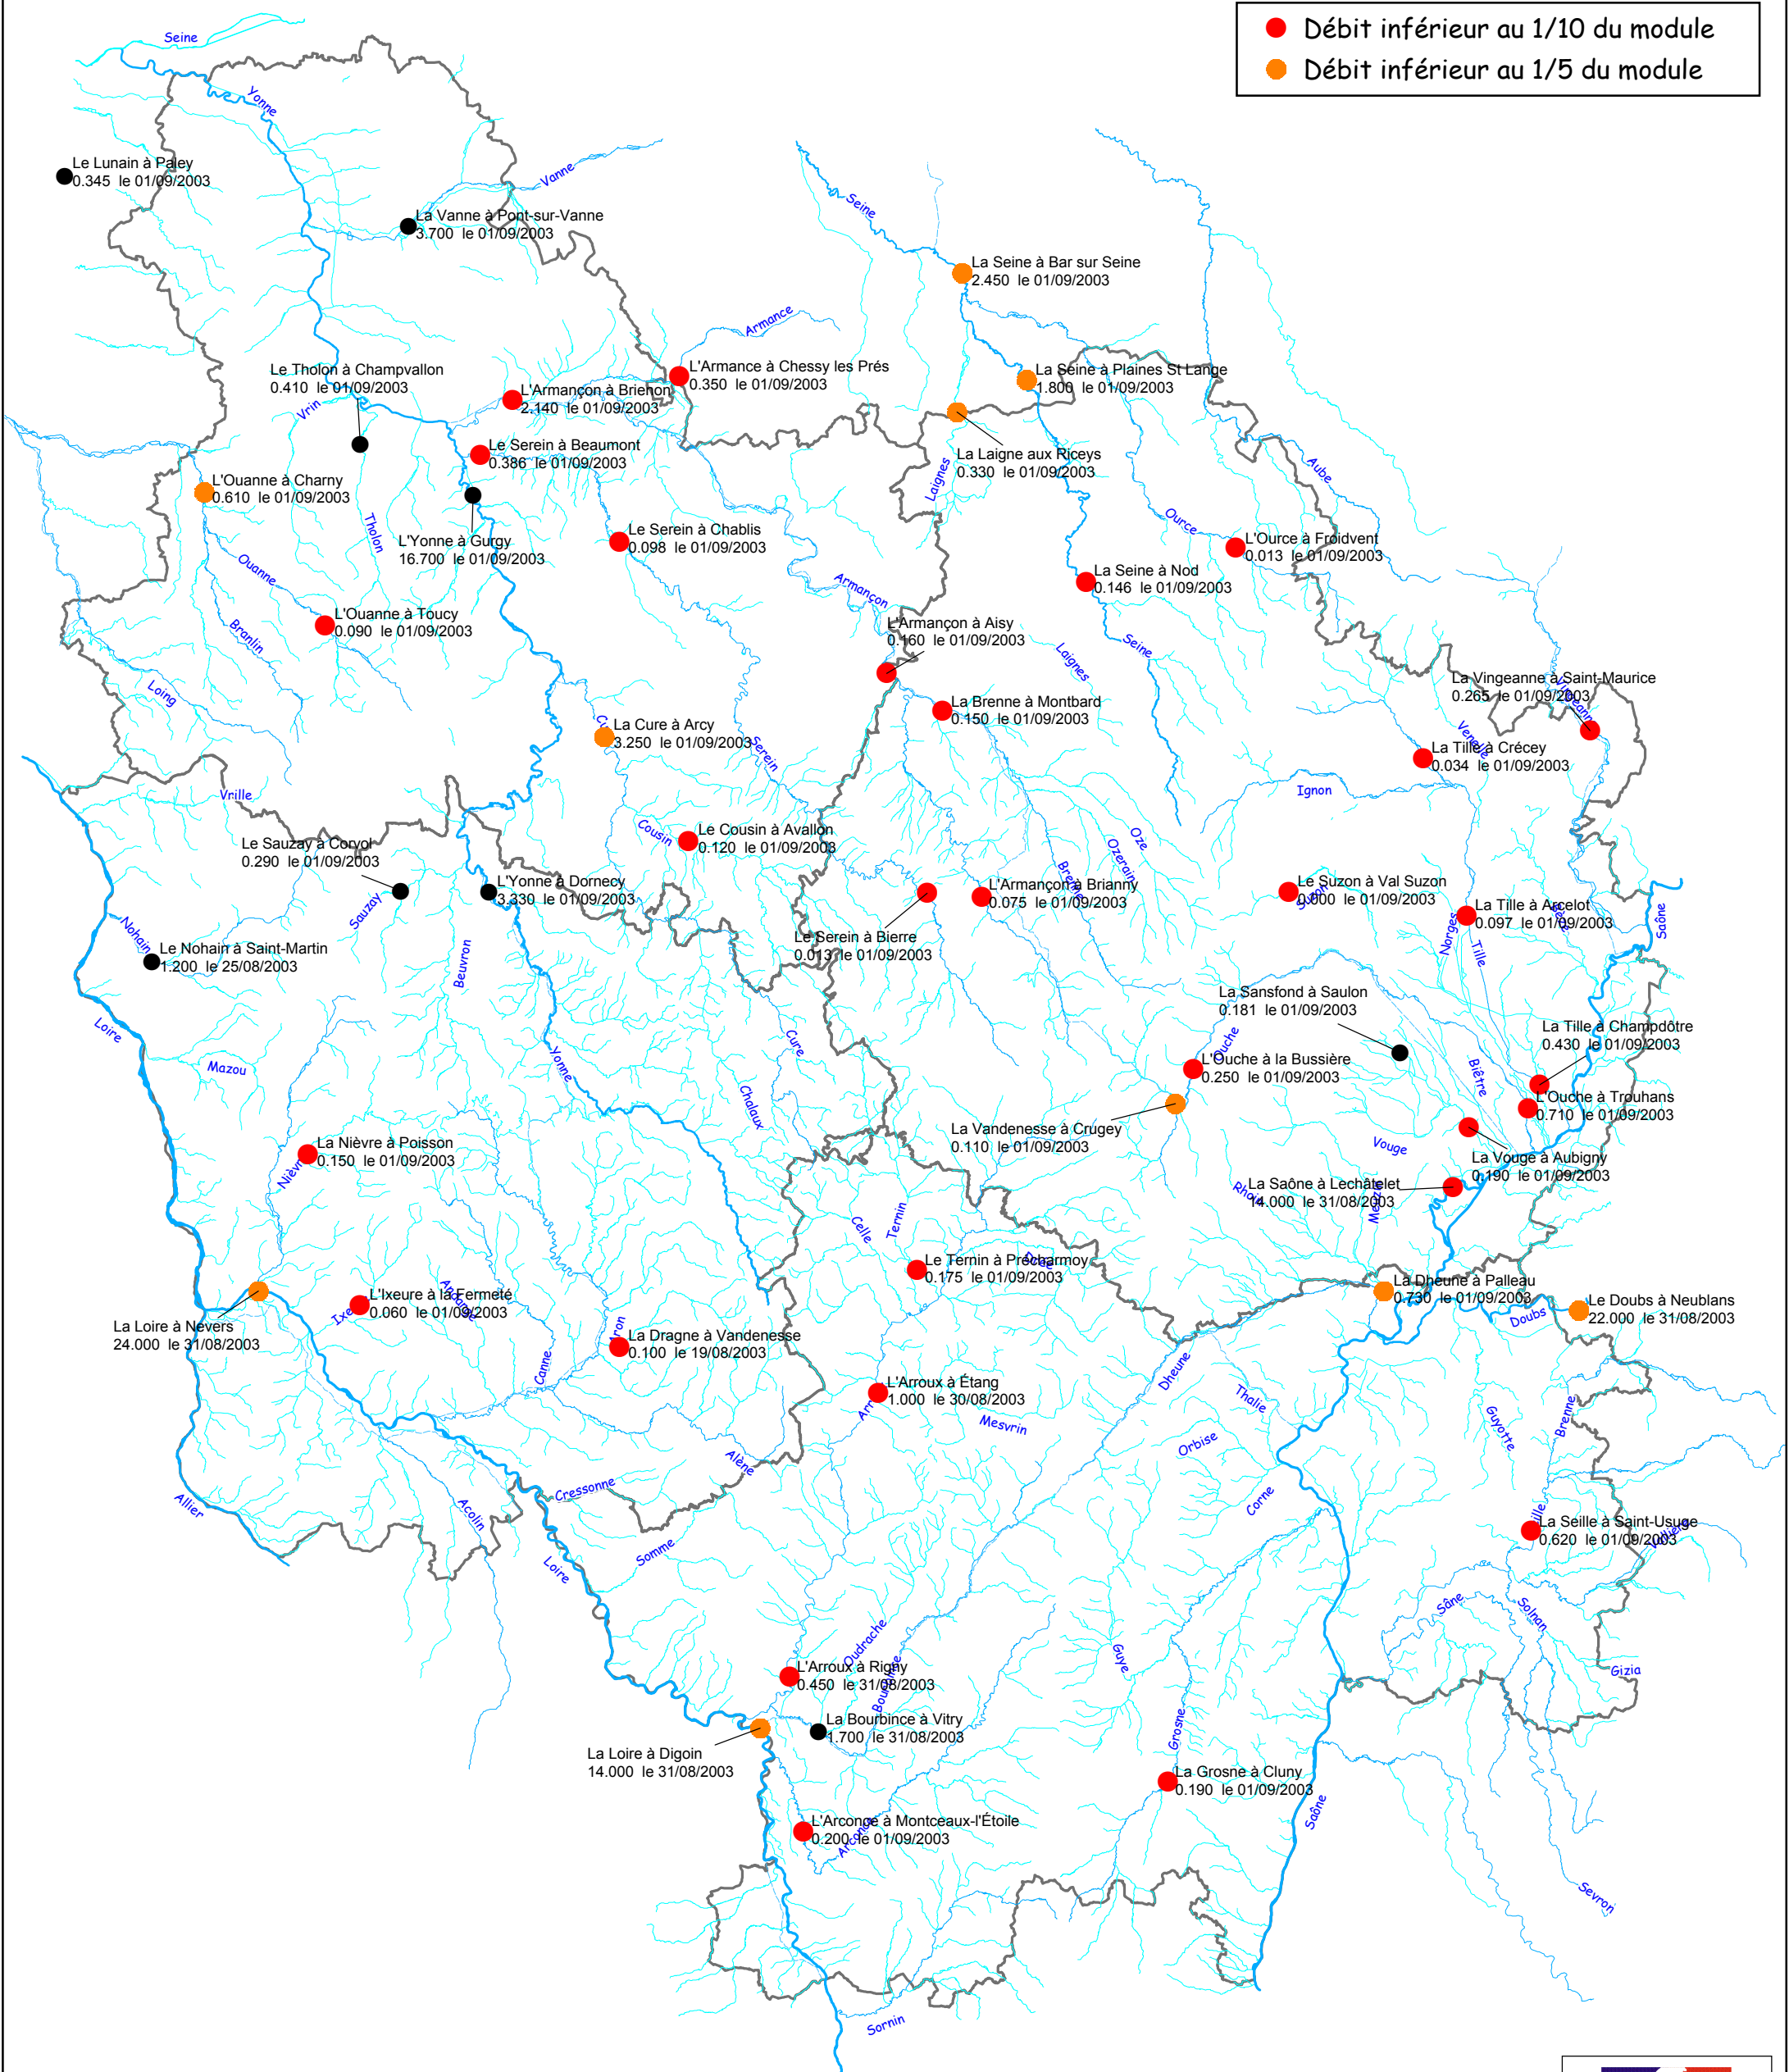 Débit inférieur au 1/10 du module
Débit inférieur au 1/5 du module
Seine
Yonne
Le Lunain à Paley
0.345 le 01/09/2003
Vanne
La Vanne à Pont-sur-Vanne
3.700 le 01/09/2003
Seine
La Seine à Bar sur Seine
2.450 le 01/09/2003
Armance
Le Tholon à Champvallon
0.410 le 01/09/2003
Vrin
L'Armance à Chessy les Prés
0.350 le 01/09/2003
L'Armançon à Brienon
2.140 le 01/09/2003
La Seine à Plaines St Lange
1.800 le 01/09/2003
Le Serein à Beaumont
0.386 le 01/09/2003
La Laigne aux Riceys
0.330 le 01/09/2003
Laignes
Aube
L'Ouanne à Charny
0.610 le 01/09/2003
Tholon
L'Yonne à Gurgy
16.700 le 01/09/2003
Le Serein à Chablis
0.098 le 01/09/2003
Ource
L'Ource à Froidvent
0.013 le 01/09/2003
Ouanne
Armançon
La Seine à Nod
0.146 le 01/09/2003
L'Ouanne à Toucy
0.090 le 01/09/2003
Branlin
L'Armançon à Aisy
0.160 le 01/09/2003
Seine
Laignes
Loing
La Vingeanne à Saint-Maurice
0.265 le 01/09/2003
La Brenne à Montbard
0.150 le 01/09/2003
La Cure à Arcy
3.250 le 01/09/2003
Serein
La Tille à Crécey
0.034 le 01/09/2003
Ignon
Vrille
Cousin
Le Cousin à Avallon
0.120 le 01/09/2003
Oze
Ozerain
Brenne
Le Sauzay à Corvol
0.290 le 01/09/2003
Sauzay
L'Yonne à Dornecy
3.330 le 01/09/2003
L'Armançon à Brianny
0.075 le 01/09/2003
Le Suzon à Val Suzon
0.000 le 01/09/2003
Suzon
La Tille à Arcelot
0.097 le 01/09/2003
Saône
Norges
Tille
Nohain
Le Nohain à Saint-Martin
1.200 le 25/08/2003
Beuvron
Le Serein à Bierre
0.013 le 01/09/2003
La Sansfond à Saulon
0.181 le 01/09/2003
Loire
Mazou
Yonne
Cure
Chalaux
Ouche
La Tille à Champdôtre
0.430 le 01/09/2003
L'Ouche à la Bussière
0.250 le 01/09/2003
Biêtre
L'Ouche à Trouhans
0.710 le 01/09/2003
La Vandenesse à Crugey
0.110 le 01/09/2003
La Nièvre à Poisson
0.150 le 01/09/2003
Vouge
La Vouge à Aubigny
0.190 le 01/09/2003
La Saône à Lechâtelet
14.000 le 31/08/2003
Celle
Ternin
Le Ternin à Précharmoy
0.175 le 01/09/2003
La Dheune à Palleau
0.730 le 01/09/2003
Le Doubs à Neublans
22.000 le 31/08/2003
Doubs
L'Ixeure à la Fermeté
0.060 le 01/09/2003
La Loire à Nevers
24.000 le 31/08/2003
La Dragne à Vandenesse
0.100 le 19/08/2003
Canne
L'Arroux à Étang
1.000 le 30/08/2003
Mesvrin
Dheune
Thalie
Orbise
Corne
Guyotte
Brenne
Alène
Cressonne
Acolin
Allier
La Seille à Saint-Usuge
0.620 le 01/09/2003
Loire
Somme
Sâne
Solnan
Gizia
Oudrache
Guye
L'Arroux à Rigny
0.450 le 31/08/2003
La Bourbince à Vitry
1.700 le 31/08/2003
La Loire à Digoin
14.000 le 31/08/2003
Grosne
La Grosne à Cluny
0.190 le 01/09/2003
Saône
L'Arconce à Montceaux-l'Étoile
0.200 le 01/09/2003
Arconce
Sevron
Sornin